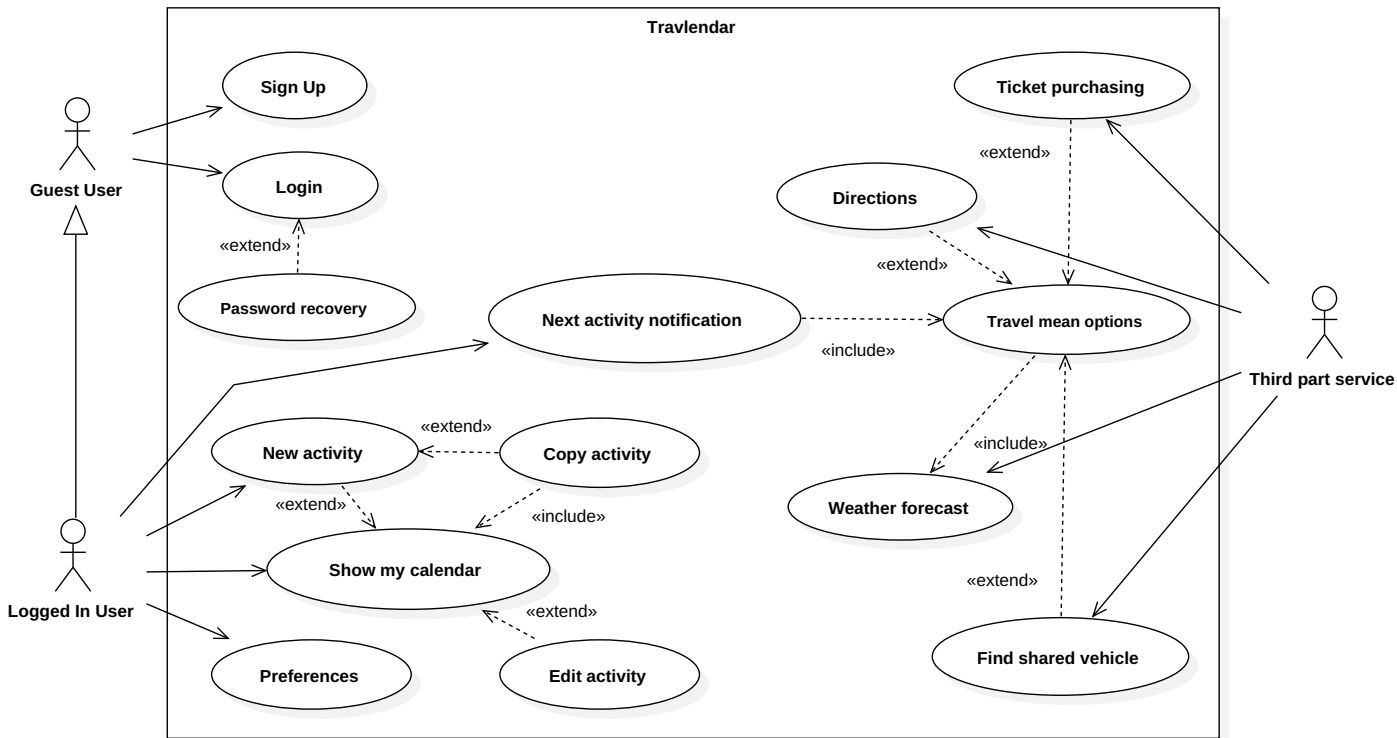 Travlendar
Sign Up
Ticket purchasing
«extend»
Guest User
Login
Directions
«extend»
«extend»
Password recovery
Next activity notification
Travel mean options
«include»
Third part service
«extend»
New activity
Copy activity
«include»
«extend»
«include»
Weather forecast
Show my calendar
«extend»
Logged In User
«extend»
Find shared vehicle
Preferences
Edit activity